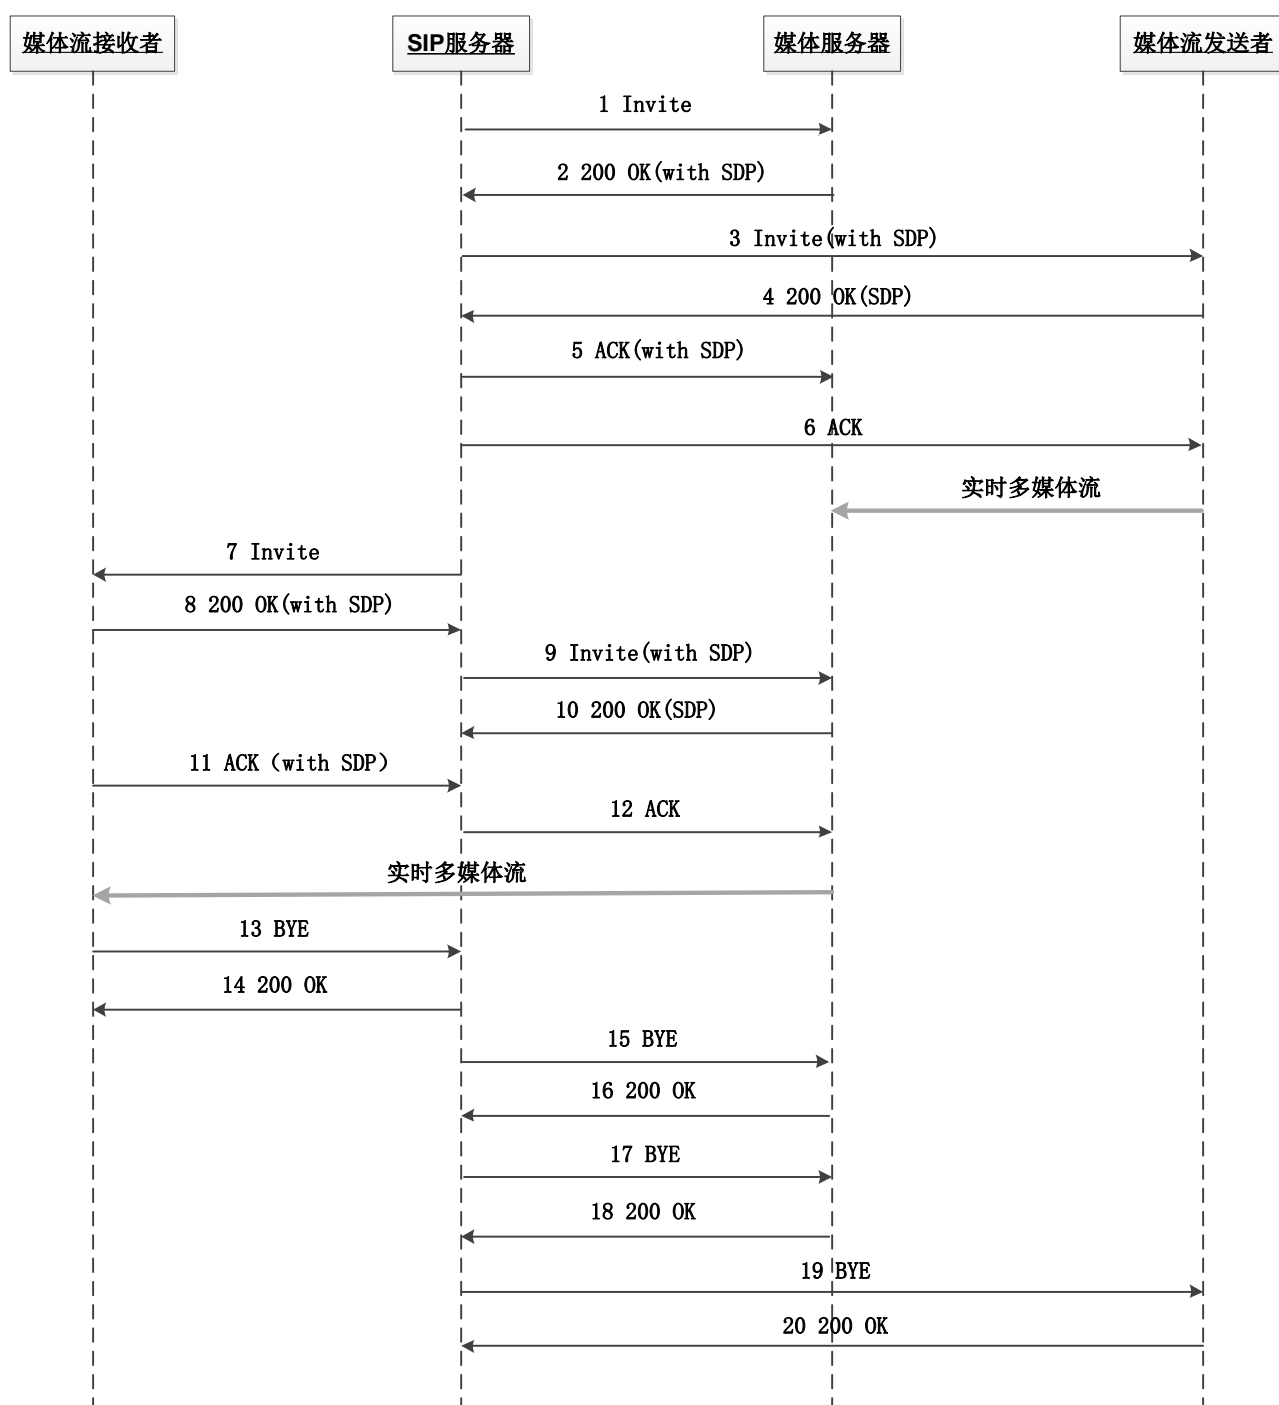 媒体流接收者
SIP服务器
媒体服务器
媒体流发送者
1 Invite
2 200 OK(with SDP)
3 Invite(with SDP)
4 200 OK(SDP)
5 ACK(with SDP)
6 ACK
实时多媒体流
7 Invite
8 200 OK(with SDP)
9 Invite(with SDP)
10 200 OK(SDP)
11 ACK（with SDP）
12 ACK
实时多媒体流
13 BYE
14 200 OK
15 BYE
16 200 OK
17 BYE
18 200 OK
19 BYE
20 200 OK